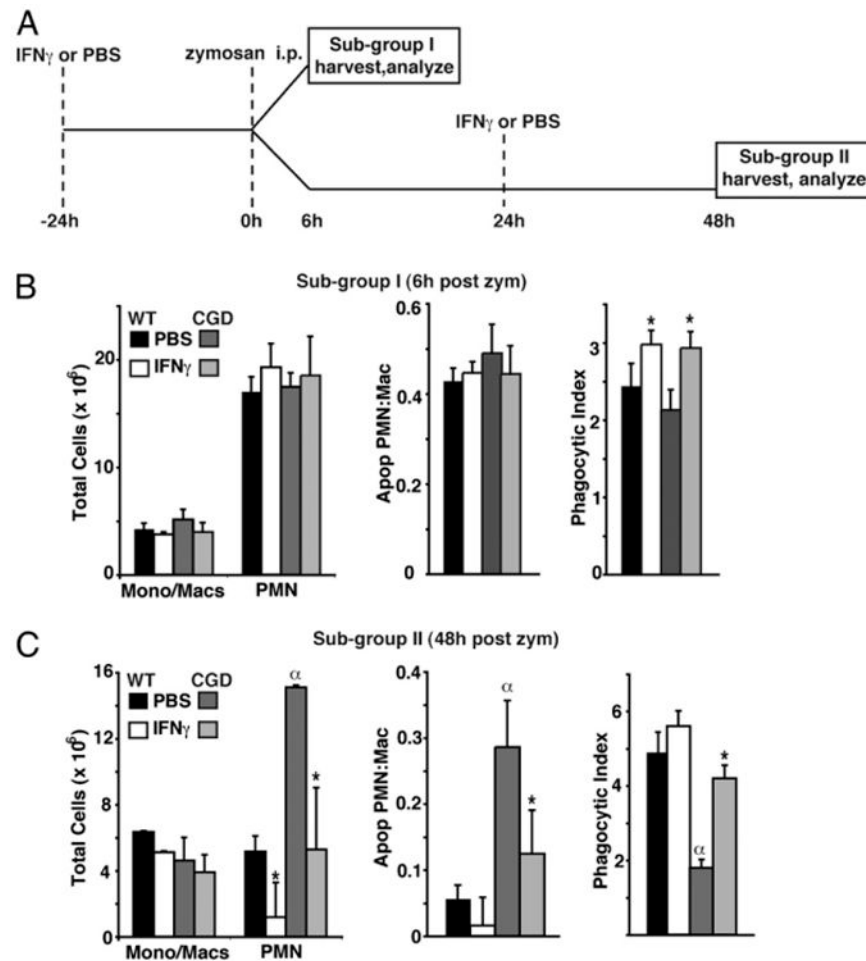 A
IFNγ or PBS
zymosan i.p.
Sub-group I
harvest,analyze
IFNγ or PBS
Sub-group II
harvest, analyze
-24h
0h
6h
24h
48h
B
Sub-group I (6h post zym)
WT CGD
PBS
IFNγ
Total Cells (x 10⁶)
20
10
0
Mono/Macs
PMN
Apop PMN:Mac
0.6
0.4
0.2
0
Phagocytic Index
3
2
1
0
*
*
C
Sub-group II (48h post zym)
WT CGD
PBS
IFNγ
Total Cells (x 10⁶)
16
12
8
4
0
Mono/Macs
PMN
*
α
*
Apop PMN:Mac
0.4
0.3
0.2
0.1
0
α
*
Phagocytic Index
6
4
2
α
*